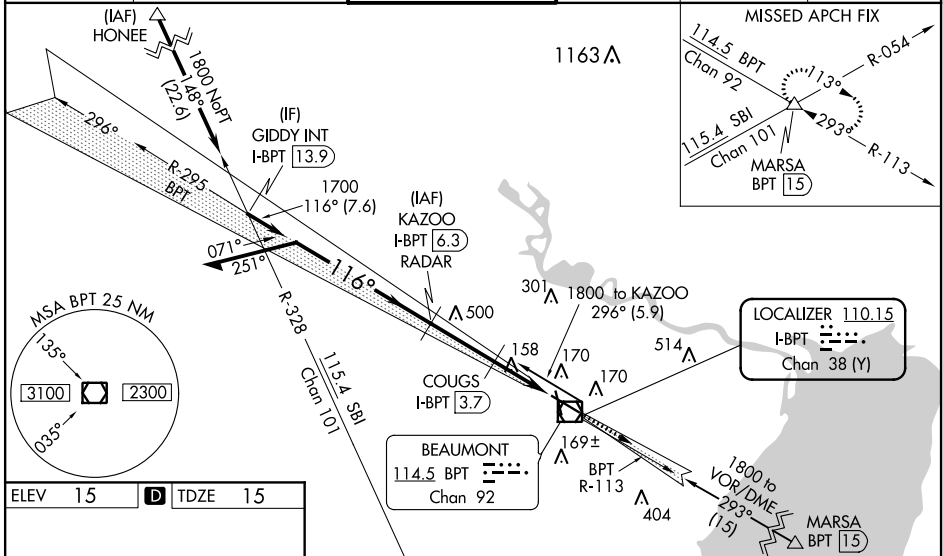 (IAF)
HONEE
1800 NoPT
148°
(22.6)
1163
MISSED APCH FIX
114.5 BPT
Chan 92
R-054
113°
293°
115.4 SBI
Chan 101
R-113
MARSA
BPT 15
296°
R-295
BPT
(IF)
GIDDY INT
I-BPT 13.9
1700
116° (7.6)
(IAF)
KAZOO
I-BPT 6.3
RADAR
071°
251°
116°
500
301
1800 to KAZOO
296° (5.9)
LOCALIZER 110.15
I-BPT
Chan 38 (Y)
514
158
170
170
COUGS
I-BPT 3.7
MSA BPT 25 NM
135°
3100
2300
035°
R-328
115.4 SBI
Chan 101
BEAUMONT
114.5 BPT
Chan 92
169±
BPT
R-113
404
1800 to
VOR/DME
293°
(15)
MARSA
BPT 15
ELEV 15 D TDZE 15